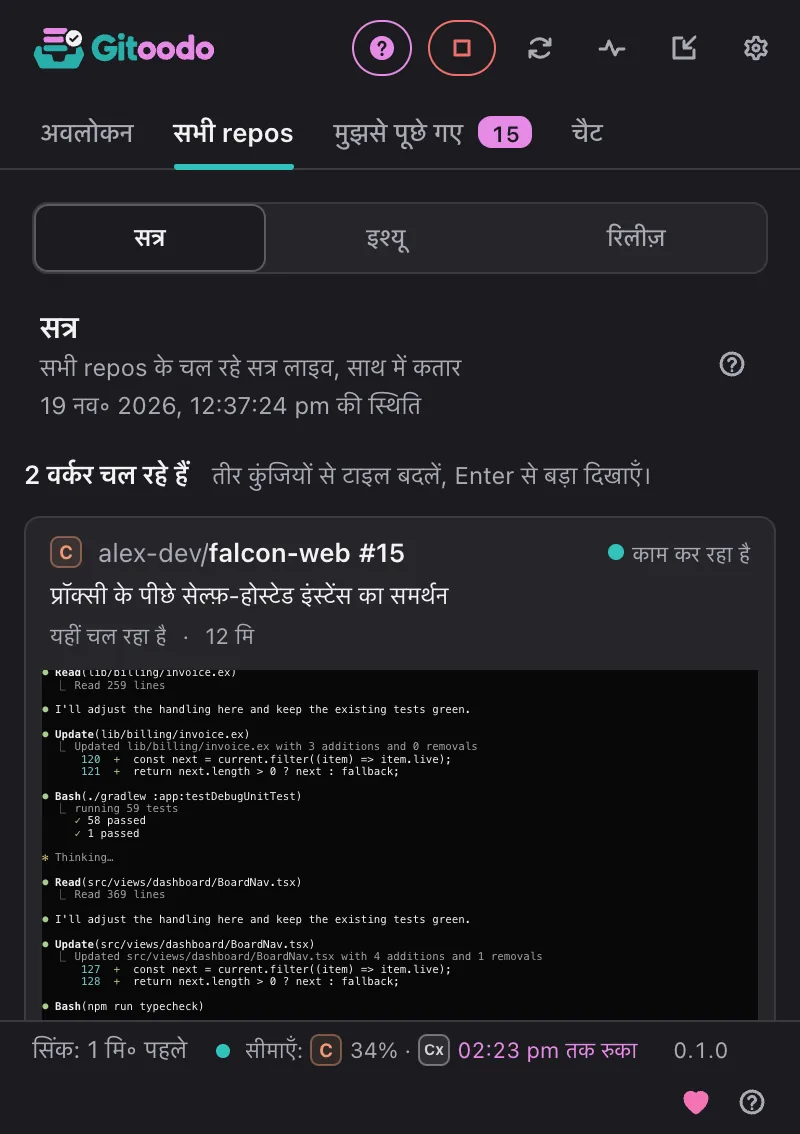 Gitoodo
अवलोकन सभी repos मुझसे पूछे गए 15 चैट
सत्र इश्यू रिलीज़
सत्र
सभी repos के चल रहे सत्र लाइव, साथ में कतार
19 नव॰ 2026, 12:37:24 pm की स्थिति
2 वर्कर चल रहे हैं तीर कुंजियों से टाइल बदलें, Enter से बड़ा दिखाएँ।
C alex-dev/falcon-web #15 काम कर रहा है
प्रॉक्सी के पीछे सेल्फ़-होस्टेड इंस्टेंस का समर्थन
यहीं चल रहा है · 12 मि
● Read(lib/billing/invoice.ex)
⎿ Read 259 lines
● I'll adjust the handling here and keep the existing tests green.
● Update(lib/billing/invoice.ex)
⎿ Updated lib/billing/invoice.ex with 3 additions and 0 removals
120 + const next = current.filter((item) => item.live);
121 + return next.length > 0 ? next : fallback;
● Bash(./gradlew :app:testDebugUnitTest)
⎿ running 59 tests
✓ 58 passed
✓ 1 passed
✻ Thinking…
● Read(src/views/dashboard/BoardNav.tsx)
⎿ Read 369 lines
● I'll adjust the handling here and keep the existing tests green.
● Update(src/views/dashboard/BoardNav.tsx)
⎿ Updated src/views/dashboard/BoardNav.tsx with 4 additions and 1 removals
127 + const next = current.filter((item) => item.live);
128 + return next.length > 0 ? next : fallback;
● Bash(npm run typecheck)
सिंक: 1 मि॰ पहले ● सीमाएँ: C 34% · Cx 02:23 pm तक रुका 0.1.0